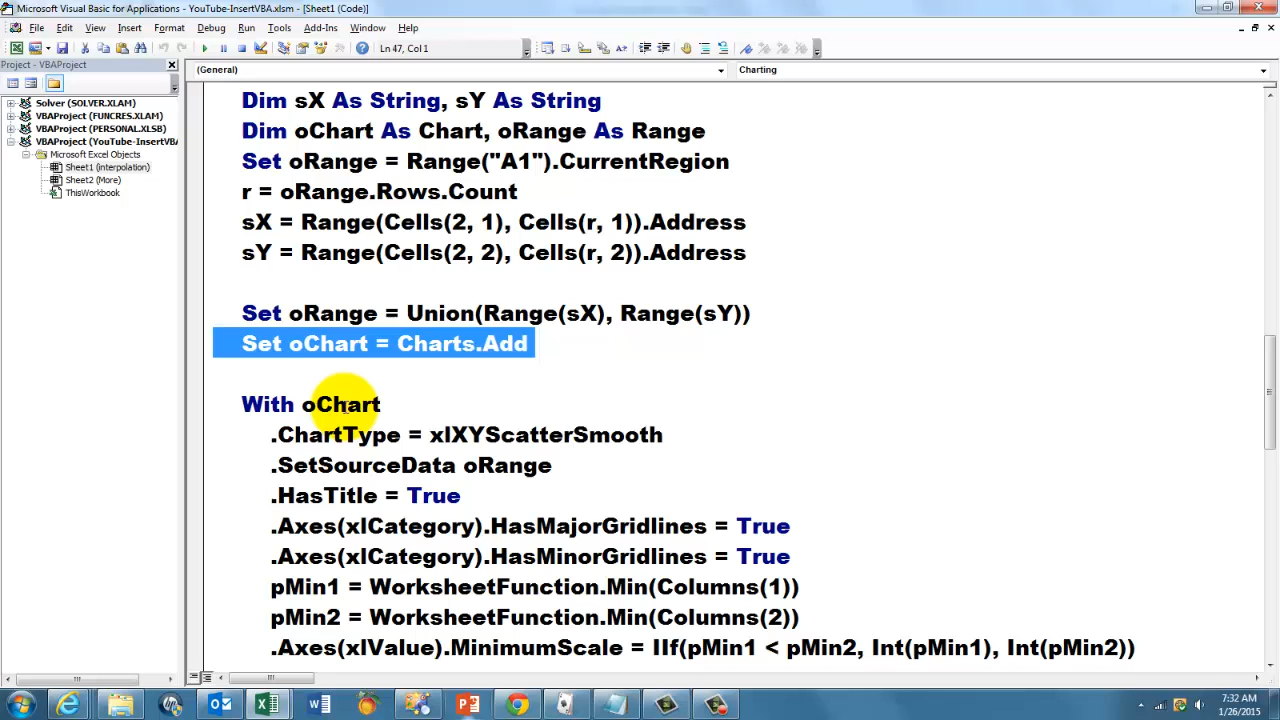 Microsoft Visual Basic for Applications - YouTube-InsertVBA.xlsm - [Sheet1 (Code)]
File Edit View Insert Format Debug Run Tools Add-Ins Window Help
Ln 47, Col 1
Project - VBAProject
(General) Charting
Solver (SOLVER.XLAM)
VBAProject (FUNCRES.XLAM)
VBAProject (PERSONAL.XLSB)
VBAProject (YouTube-InsertVBA
Microsoft Excel Objects
Sheet1 (interpolation)
Sheet2 (More)
ThisWorkbook
Dim sX As String, sY As String
Dim oChart As Chart, oRange As Range
Set oRange = Range("A1").CurrentRegion
r = oRange.Rows.Count
sX = Range(Cells(2, 1), Cells(r, 1)).Address
sY = Range(Cells(2, 2), Cells(r, 2)).Address
Set oRange = Union(Range(sX), Range(sY))
Set oChart = Charts.Add
With oChart
.ChartType = xlXYScatterSmooth
.SetSourceData oRange
.HasTitle = True
.Axes(xlCategory).HasMajorGridlines = True
.Axes(xlCategory).HasMinorGridlines = True
pMin1 = WorksheetFunction.Min(Columns(1))
pMin2 = WorksheetFunction.Min(Columns(2))
.Axes(xlValue).MinimumScale = IIf(pMin1 < pMin2, Int(pMin1), Int(pMin2))
7:32 AM
1/26/2015